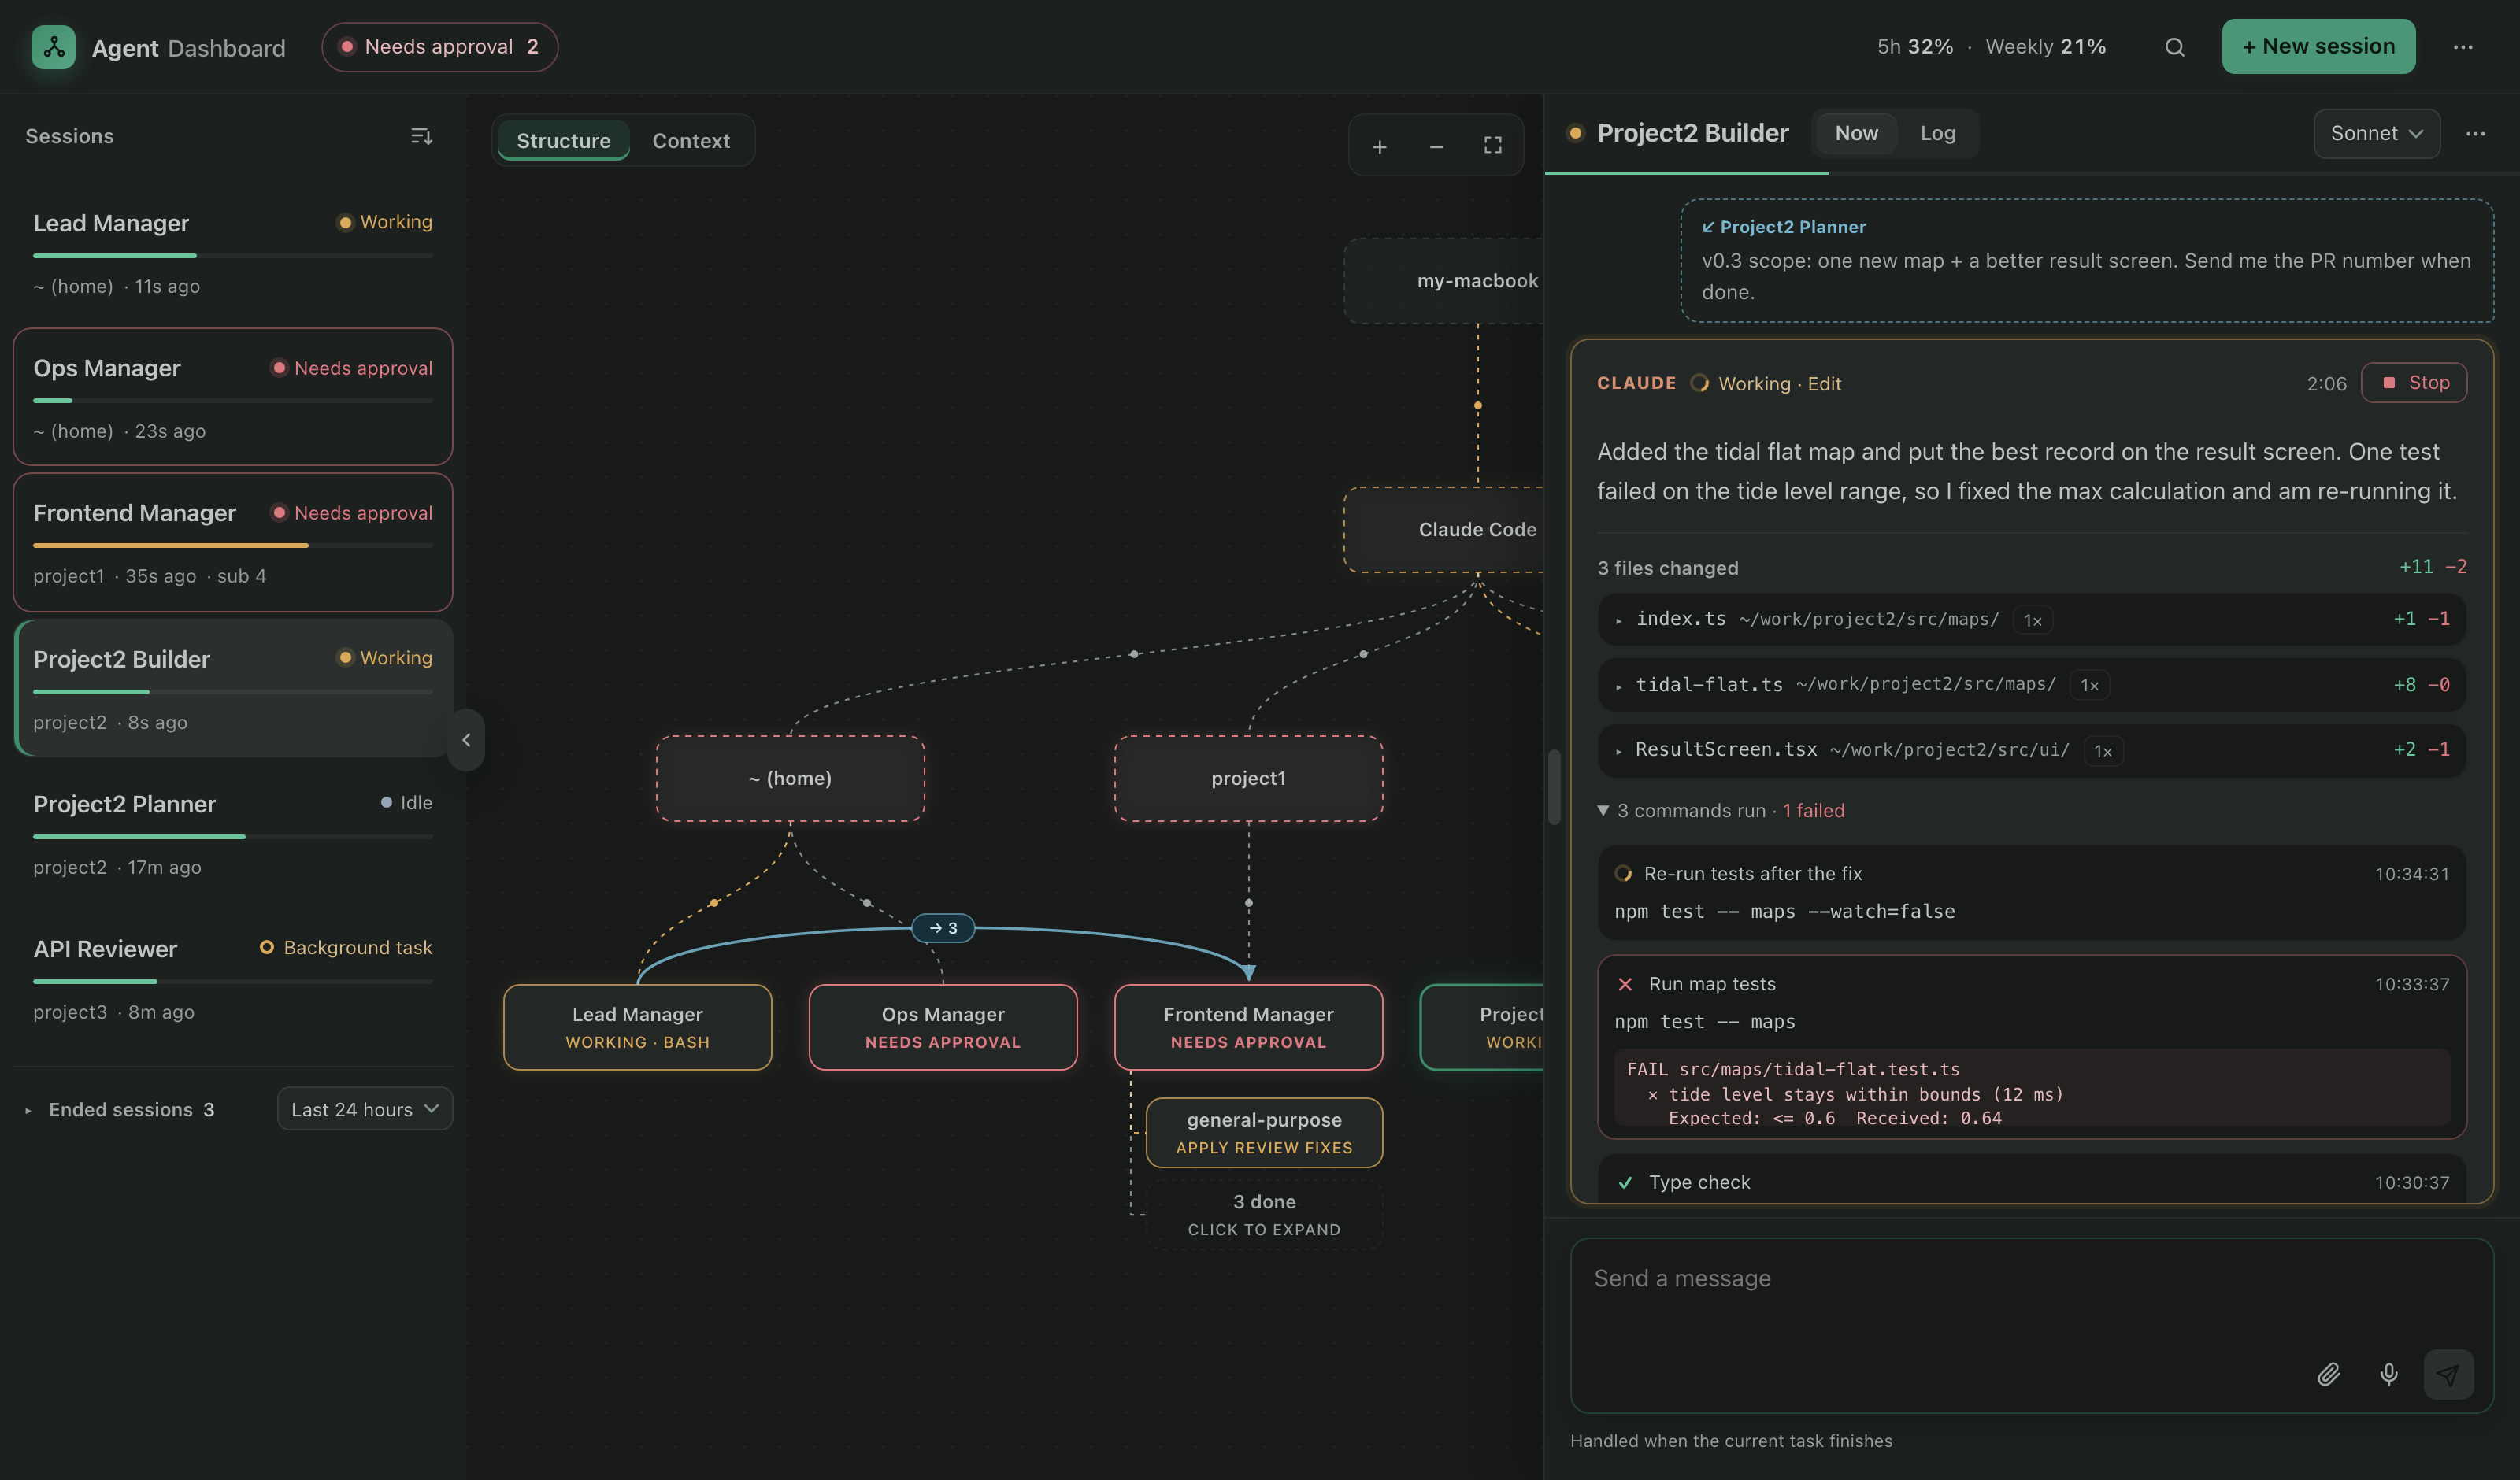 Agent Dashboard
Needs approval 2
5h 32% · Weekly 21%
+ New session
Sessions
Lead Manager
Working
~ (home) · 11s ago
Ops Manager
Needs approval
~ (home) · 23s ago
Frontend Manager
Needs approval
project1 · 35s ago · sub 4
Project2 Builder
Working
project2 · 8s ago
Project2 Planner
Idle
project2 · 17m ago
API Reviewer
Background task
project3 · 8m ago
Ended sessions 3
Last 24 hours
Structure
Context
my-macbook
Claude Code
~ (home)
project1
→ 3
Lead Manager
WORKING · BASH
Ops Manager
NEEDS APPROVAL
Frontend Manager
NEEDS APPROVAL
Project
WORKI
general-purpose
APPLY REVIEW FIXES
3 done
CLICK TO EXPAND
Project2 Builder
Now
Log
Sonnet
↙ Project2 Planner
v0.3 scope: one new map + a better result screen. Send me the PR number when
done.
CLAUDE
Working · Edit
2:06
Stop
Added the tidal flat map and put the best record on the result screen. One test
failed on the tide level range, so I fixed the max calculation and am re-running it.
3 files changed
+11 −2
index.ts ~/work/project2/src/maps/ 1×
+1 −1
tidal-flat.ts ~/work/project2/src/maps/ 1×
+8 −0
ResultScreen.tsx ~/work/project2/src/ui/ 1×
+2 −1
3 commands run · 1 failed
Re-run tests after the fix
10:34:31
npm test -- maps --watch=false
Run map tests
10:33:37
npm test -- maps
FAIL src/maps/tidal-flat.test.ts
× tide level stays within bounds (12 ms)
Expected: <= 0.6 Received: 0.64
Type check
10:30:37
Send a message
Handled when the current task finishes